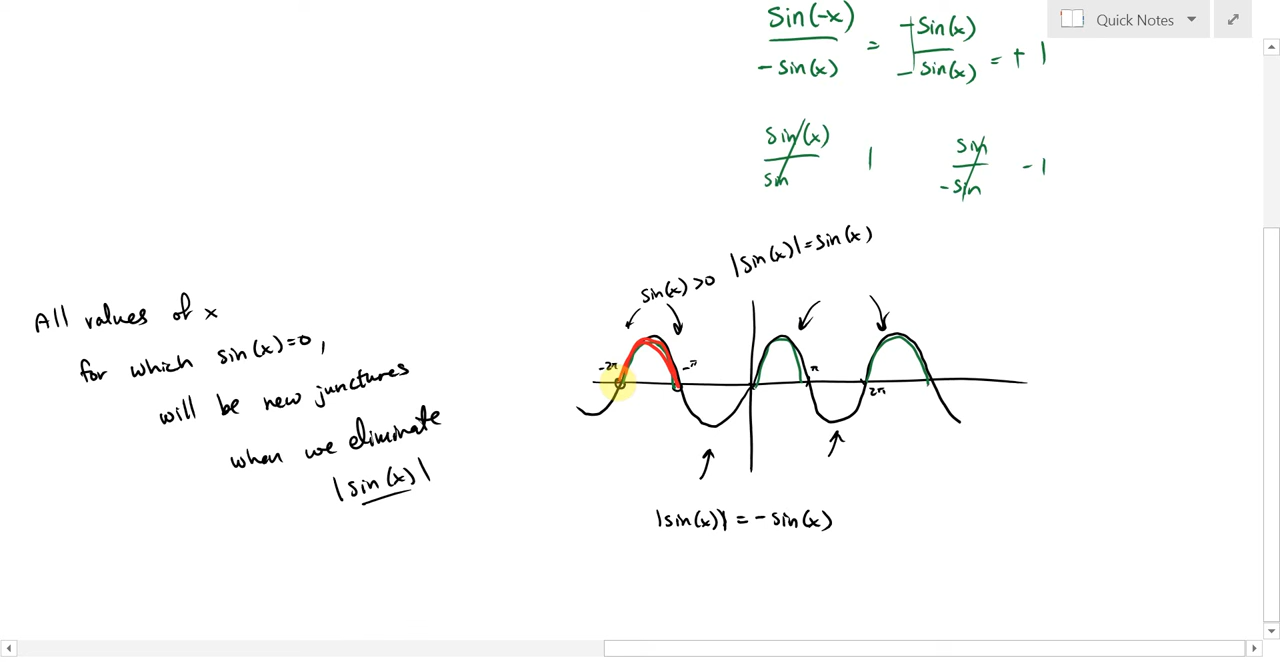 Quick Notes
sin(-x) / -sin(x) = -sin(x) / -sin(x) = + 1
sin(x) / sin 1
sin / -sin -1
|sin(x)| = sin(x)
sin(x) > 0
All values of x
for which sin(x)=0,
will be new junctures
when we eliminate
|sin(x)|
-2π -π π 2π
|sin(x)| = - sin(x)